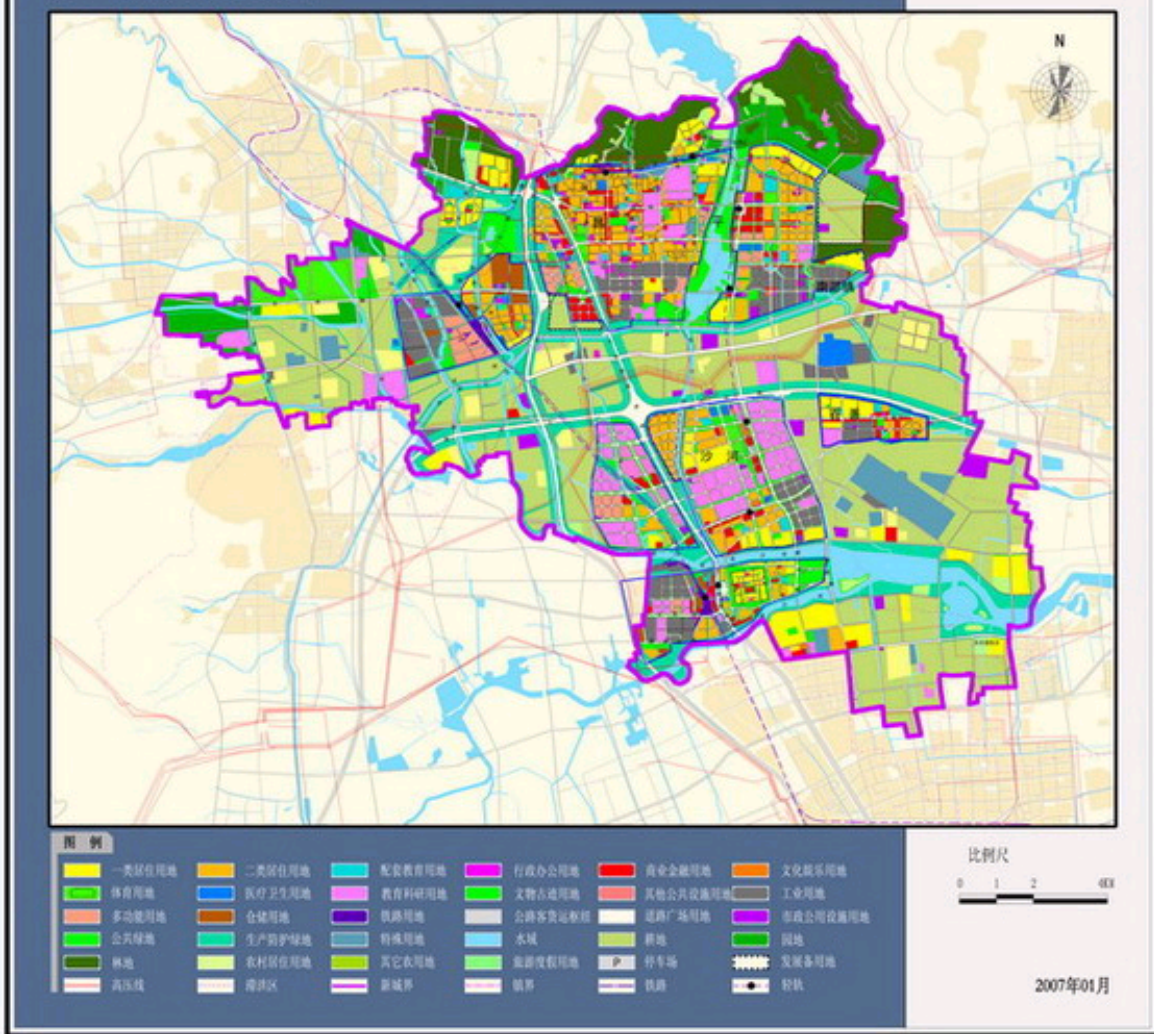 N
沙 河
图 例
一类居住用地 二类居住用地 配套教育用地 行政办公用地 商业金融用地 文化娱乐用地
体育用地 医疗卫生用地 教育科研用地 文物古迹用地 其他公共设施用地 工业用地
多功能用地 仓储用地 铁路用地 公路客货运枢纽 道路广场用地 市政公用设施用地
公共绿地 生产防护绿地 特殊用地 水域 耕地 园地
林地 农村居住用地 其它农用地 旅游度假用地 P 停车场 发展备用地
高压线 滞洪区 新城界 镇界 铁路 轻轨
比例尺
0 1 2 4KM
2007年01月